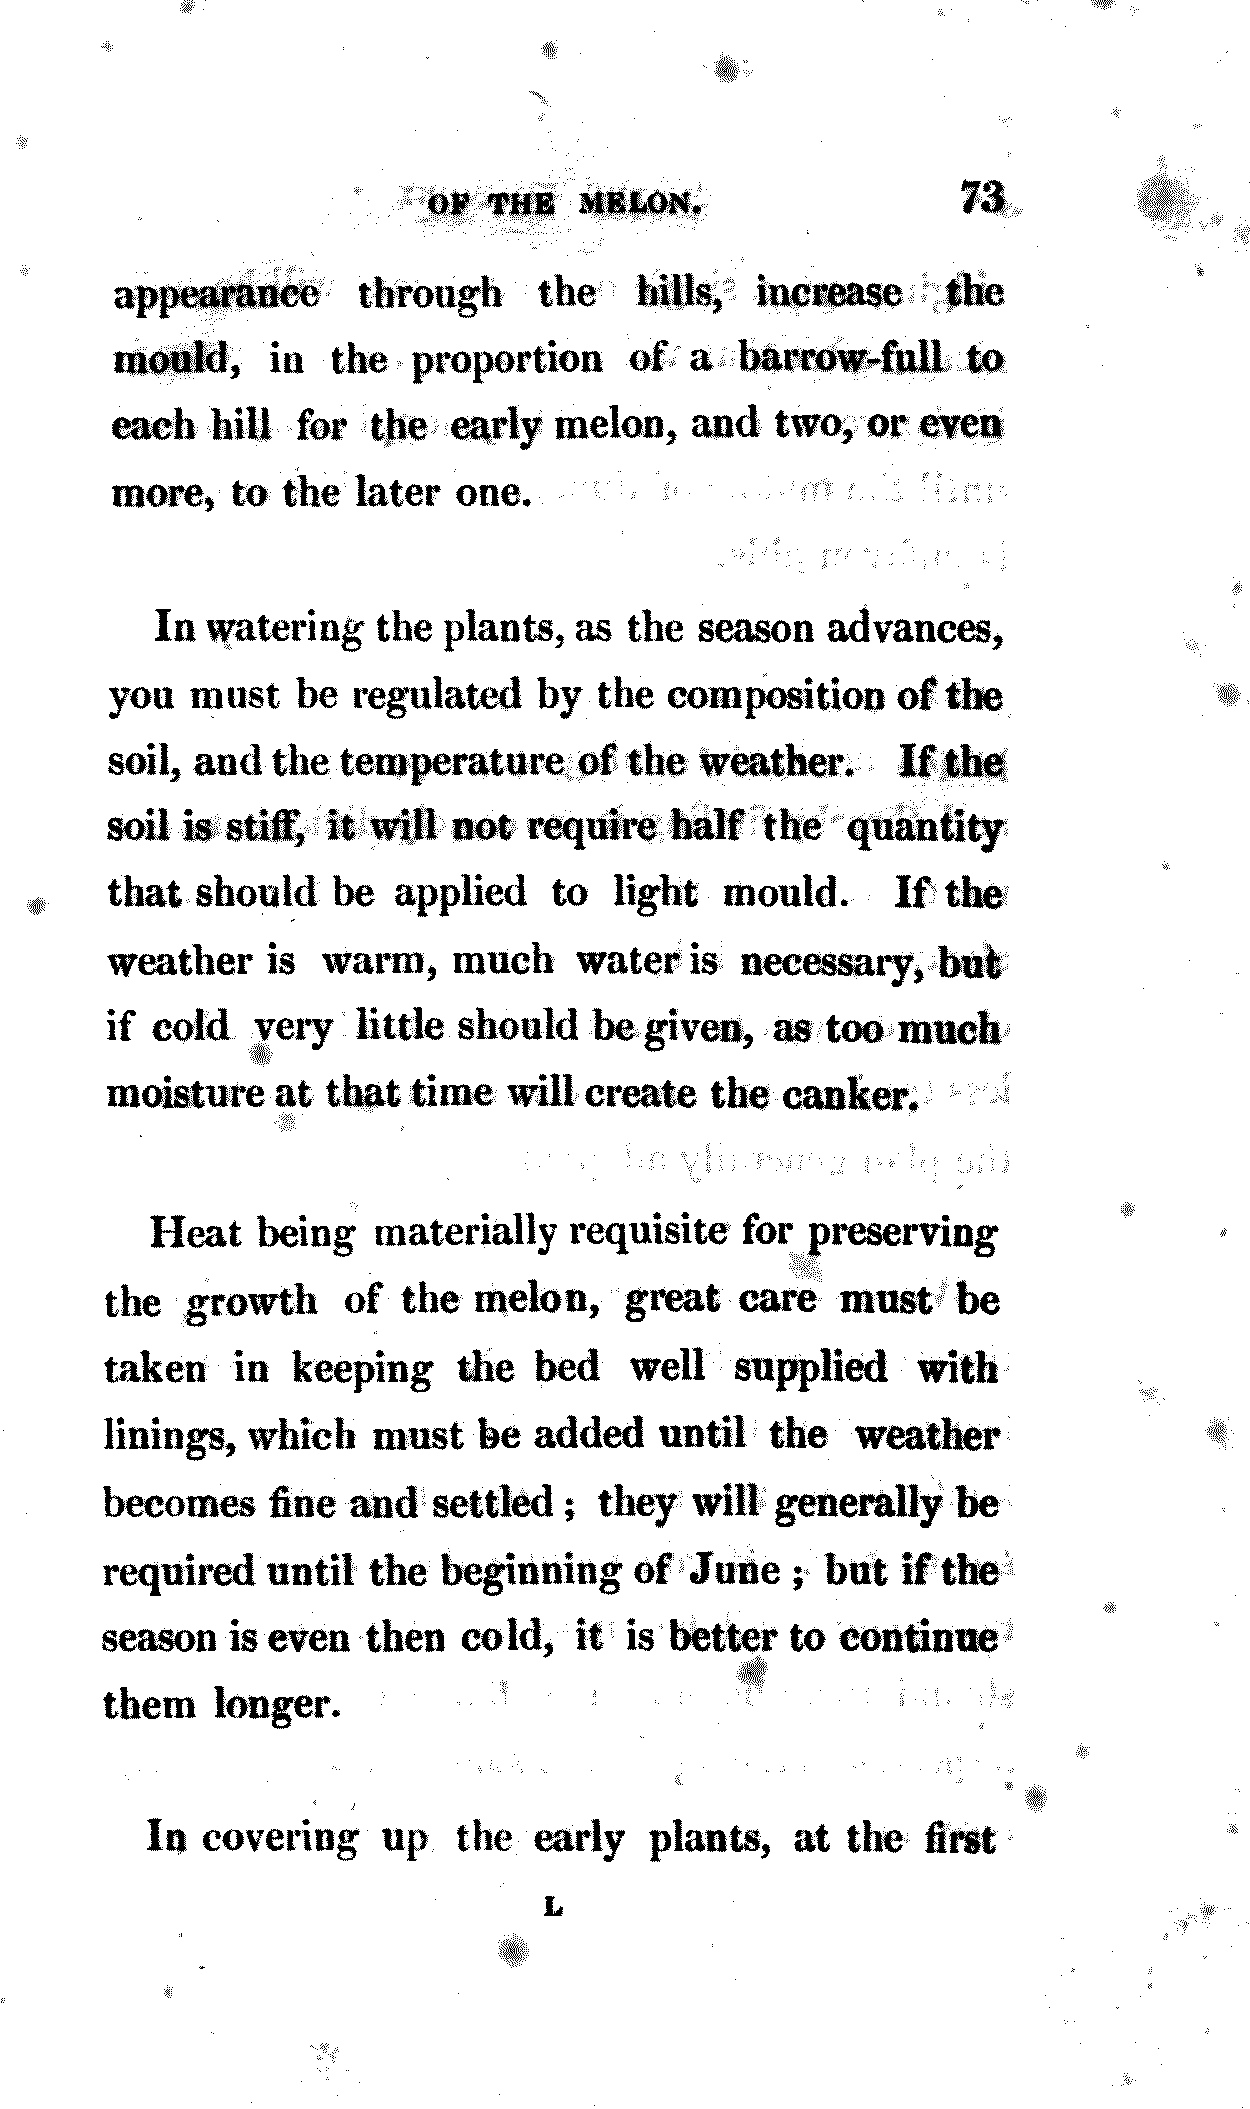 OF THE MELON. 73
appearance through the hills, increase the
mould, in the proportion of a barrow-full to
each hill for the early melon, and two, or even
more, to the later one.
In watering the plants, as the season advances,
you must be regulated by the composition of the
soil, and the temperature of the weather. If the
soil is stiff, it will not require half the quantity
that should be applied to light mould. If the
weather is warm, much water is necessary, but
if cold very little should be given, as too much
moisture at that time will create the canker.
Heat being materially requisite for preserving
the growth of the melon, great care must be
taken in keeping the bed well supplied with
linings, which must be added until the weather
becomes fine and settled ; they will generally be
required until the beginning of June ; but if the
season is even then cold, it is better to continue
them longer.
In covering up the early plants, at the first
L